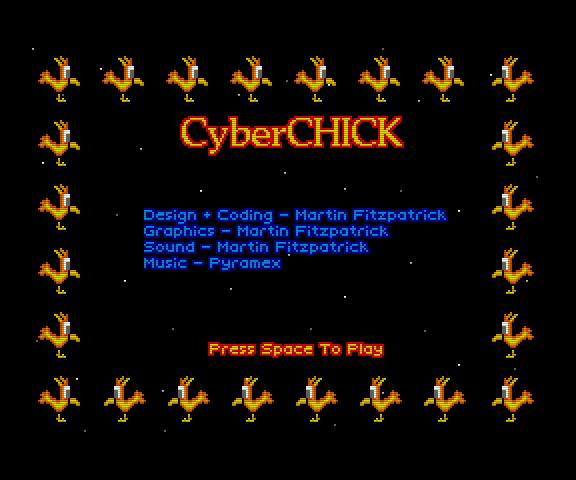 CyberCHICK
Design + Coding - Martin Fitzpatrick
Graphics - Martin Fitzpatrick
Sound - Martin Fitzpatrick
Music - Pyramex
Press Space To Play